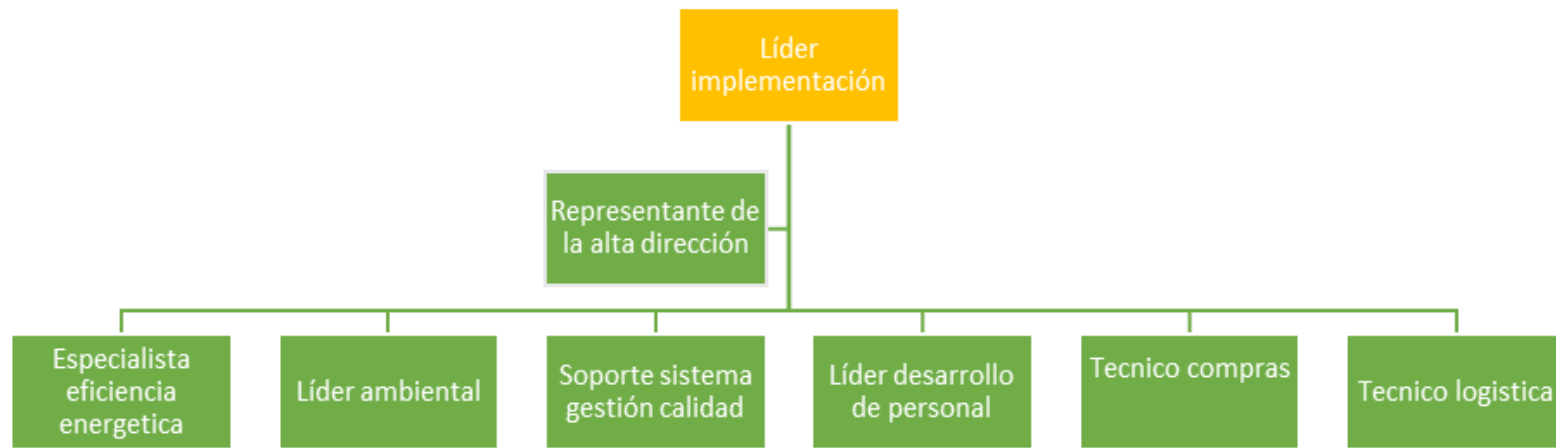 Líder
implementación
Representante de
la alta dirección
Especialista
eficiencia
energetica
Líder ambiental
Soporte sistema
gestión calidad
Líder desarrollo
de personal
Tecnico compras
Tecnico logistica